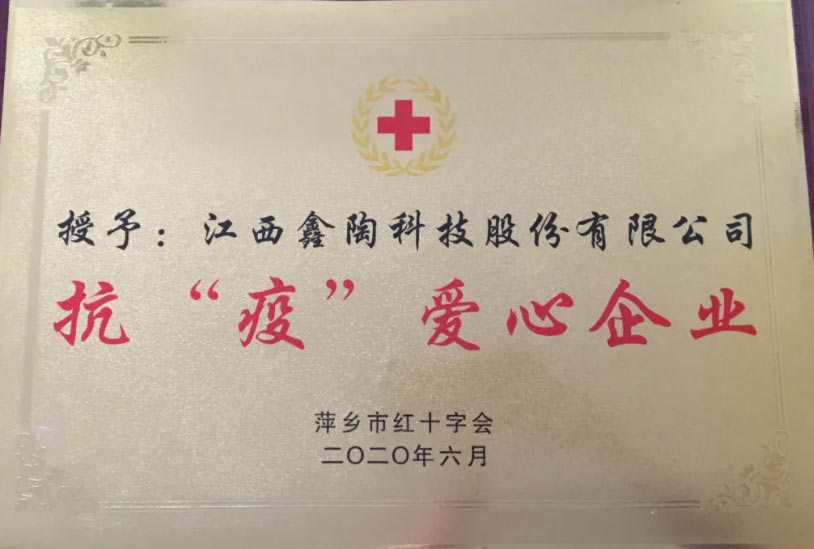 授予：江西鑫陶科技股份有限公司
抗“疫”爱心企业
萍乡市红十字会
二〇二〇年六月